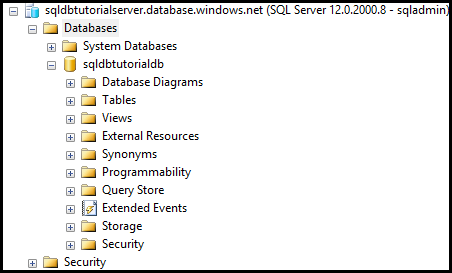 sqldbtutorialserver.database.windows.net (SQL Server 12.0.2000.8 - sqladmin)
Databases
System Databases
sqldbtutorialdb
Database Diagrams
Tables
Views
External Resources
Synonyms
Programmability
Query Store
Extended Events
Storage
Security
Security